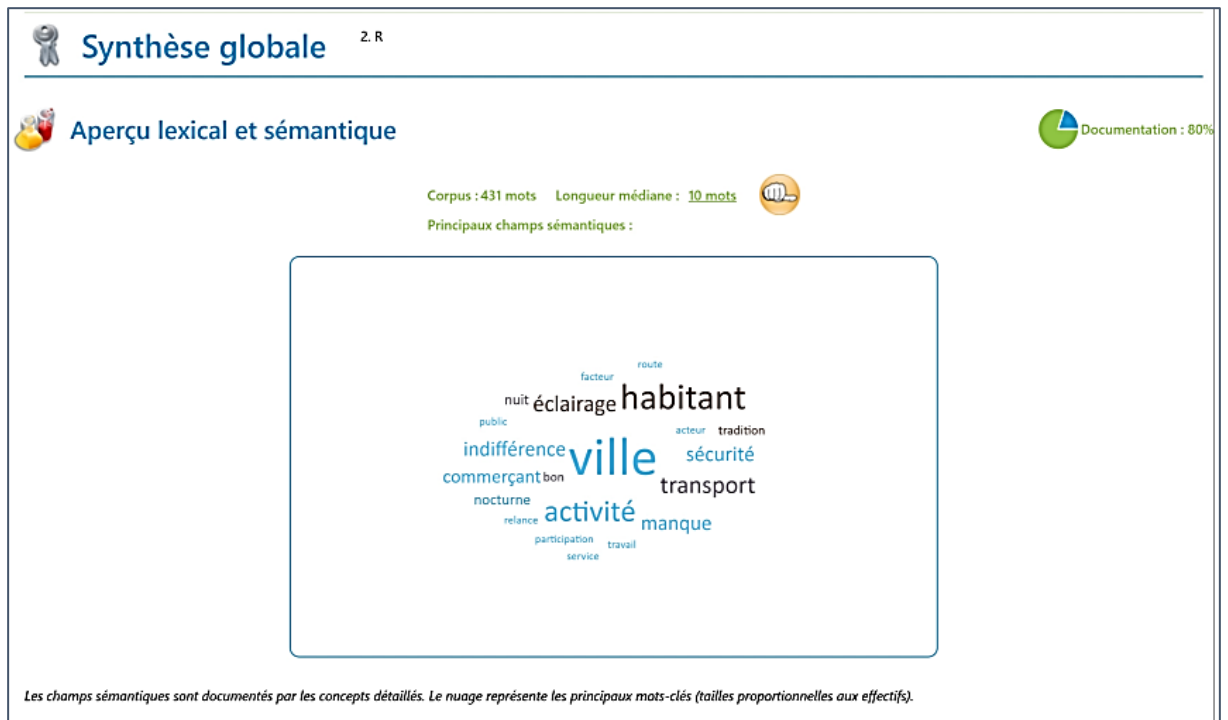 Synthèse globale 2. R
Aperçu lexical et sémantique
Documentation : 80%
Corpus : 431 mots Longueur médiane : 10 mots
Principaux champs sémantiques :
route
facteur
nuit éclairage habitant
public
acteur tradition
indifférence ville sécurité
commerçant bon
transport
nocturne
relance activité manque
participation travail
service
Les champs sémantiques sont documentés par les concepts détaillés. Le nuage représente les principaux mots-clés (tailles proportionnelles aux effectifs).